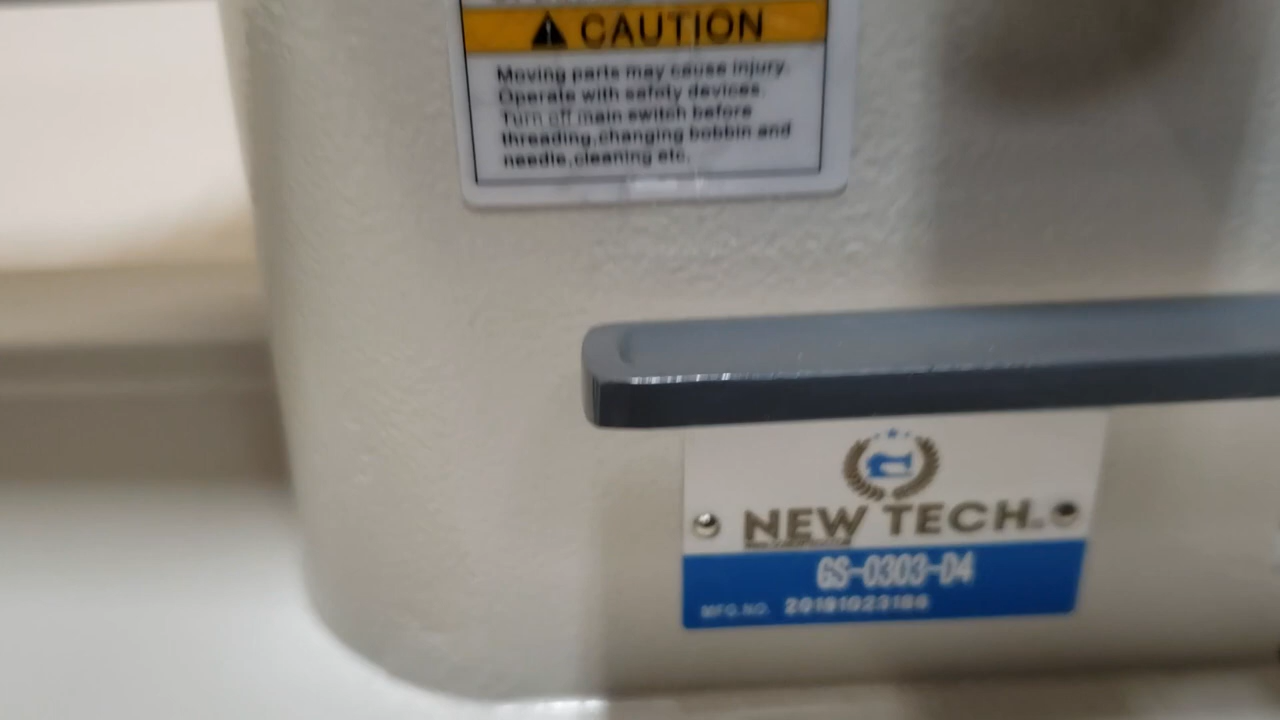 CAUTION
Moving parts may cause injury.
Operate with safety devices.
Turn off main switch before
threading,changing bobbin and
needle,cleaning etc.
NEW TECH
GS-0303-D4
MFG.NO. 20191023186